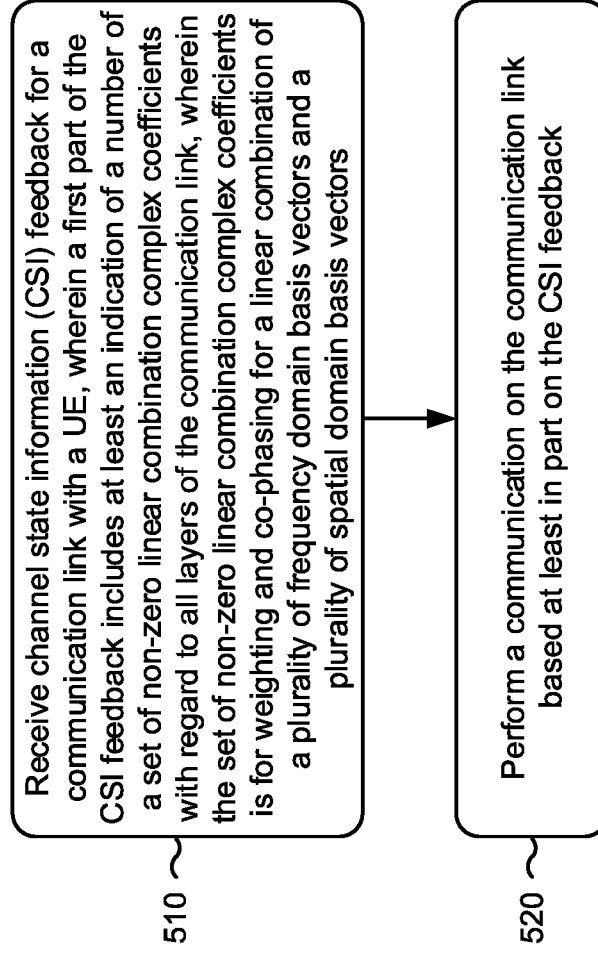 Receive channel state information (CSI) feedback for a
communication link with a UE, wherein a first part of the
CSI feedback includes at least an indication of a number of
a set of non-zero linear combination complex coefficients
with regard to all layers of the communication link, wherein
the set of non-zero linear combination complex coefficients
is for weighting and co-phasing for a linear combination of
a plurality of frequency domain basis vectors and a
plurality of spatial domain basis vectors
510
Perform a communication on the communication link
based at least in part on the CSI feedback
520